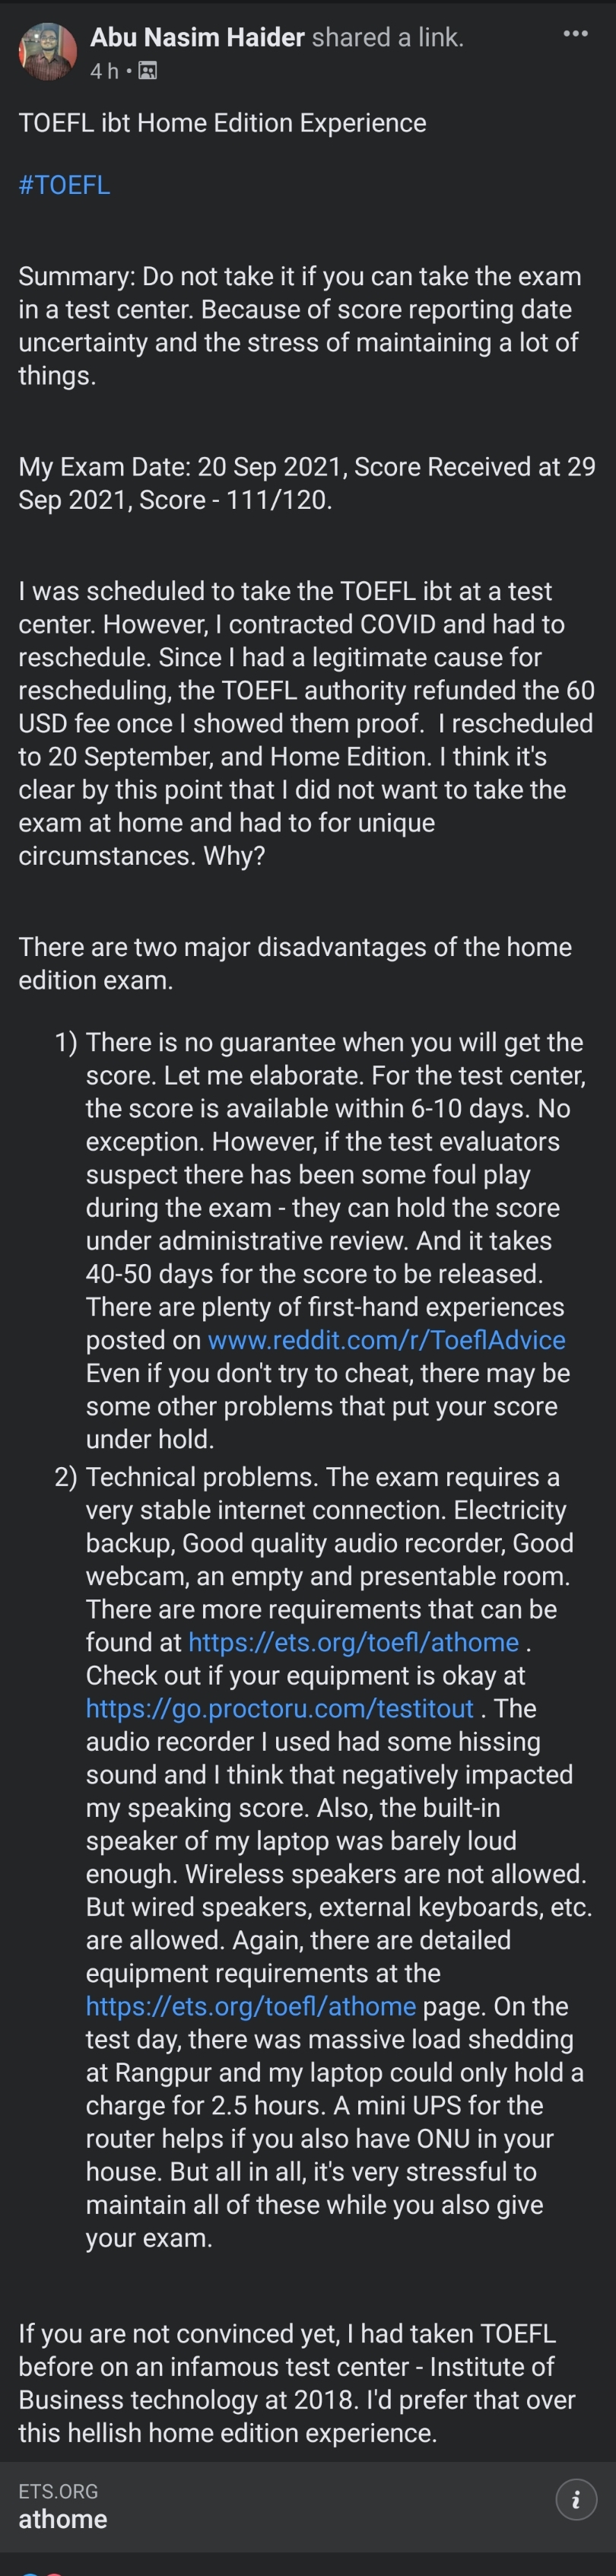 Abu Nasim Haider shared a link.
4 h •
TOEFL ibt Home Edition Experience
#TOEFL
Summary: Do not take it if you can take the exam
in a test center. Because of score reporting date
uncertainty and the stress of maintaining a lot of
things.
My Exam Date: 20 Sep 2021, Score Received at 29
Sep 2021, Score - 111/120.
I was scheduled to take the TOEFL ibt at a test
center. However, I contracted COVID and had to
reschedule. Since I had a legitimate cause for
rescheduling, the TOEFL authority refunded the 60
USD fee once I showed them proof.  I rescheduled
to 20 September, and Home Edition. I think it's
clear by this point that I did not want to take the
exam at home and had to for unique
circumstances. Why?
There are two major disadvantages of the home
edition exam.
1) There is no guarantee when you will get the
score. Let me elaborate. For the test center,
the score is available within 6-10 days. No
exception. However, if the test evaluators
suspect there has been some foul play
during the exam - they can hold the score
under administrative review. And it takes
40-50 days for the score to be released.
There are plenty of first-hand experiences
posted on www.reddit.com/r/ToeflAdvice
Even if you don't try to cheat, there may be
some other problems that put your score
under hold.
2) Technical problems. The exam requires a
very stable internet connection. Electricity
backup, Good quality audio recorder, Good
webcam, an empty and presentable room.
There are more requirements that can be
found at https://ets.org/toefl/athome .
Check out if your equipment is okay at
https://go.proctoru.com/testitout . The
audio recorder I used had some hissing
sound and I think that negatively impacted
my speaking score. Also, the built-in
speaker of my laptop was barely loud
enough. Wireless speakers are not allowed.
But wired speakers, external keyboards, etc.
are allowed. Again, there are detailed
equipment requirements at the
https://ets.org/toefl/athome page. On the
test day, there was massive load shedding
at Rangpur and my laptop could only hold a
charge for 2.5 hours. A mini UPS for the
router helps if you also have ONU in your
house. But all in all, it's very stressful to
maintain all of these while you also give
your exam.
If you are not convinced yet, I had taken TOEFL
before on an infamous test center - Institute of
Business technology at 2018. I'd prefer that over
this hellish home edition experience.
ETS.ORG
athome